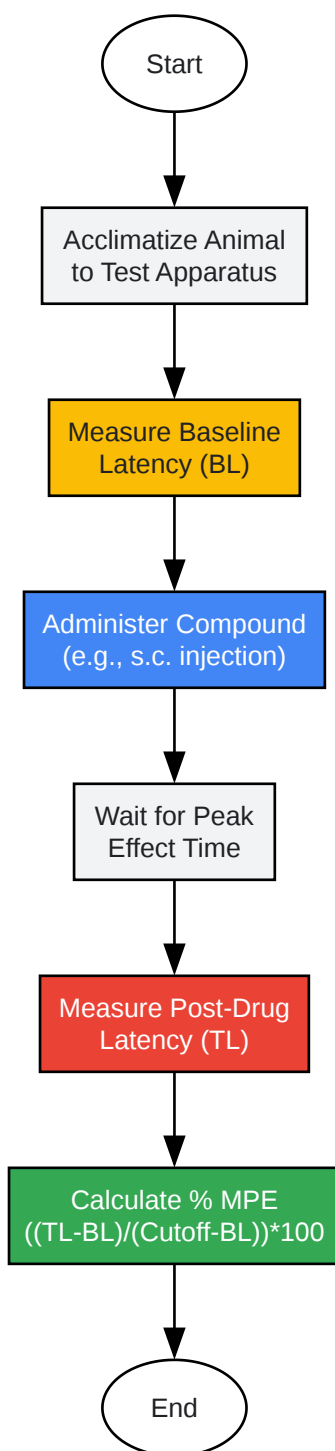 Start
Acclimatize Animal
to Test Apparatus
Measure Baseline
Latency (BL)
Administer Compound
(e.g., s.c. injection)
Wait for Peak
Effect Time
Measure Post-Drug
Latency (TL)
Calculate % MPE
((TL-BL)/(Cutoff-BL))*100
End